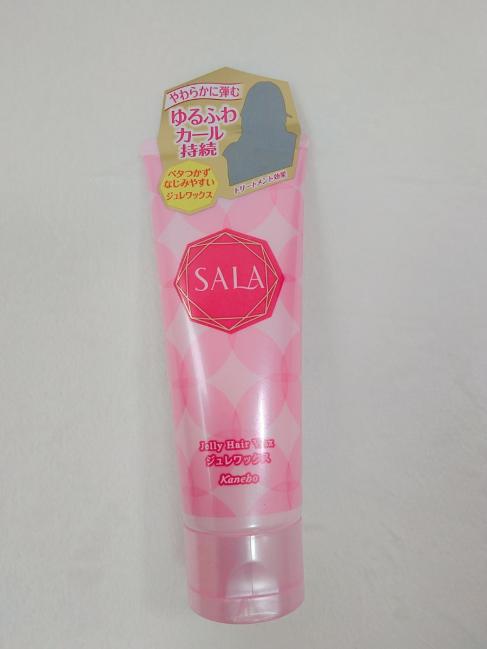 やわらかに弾む
ゆるふわ
カール
持続
ベタつかず
なじみやすい
ジュレワックス
トリートメント効果
SALA
Jelly Hair Wax
ジュレワックス
Kanebo